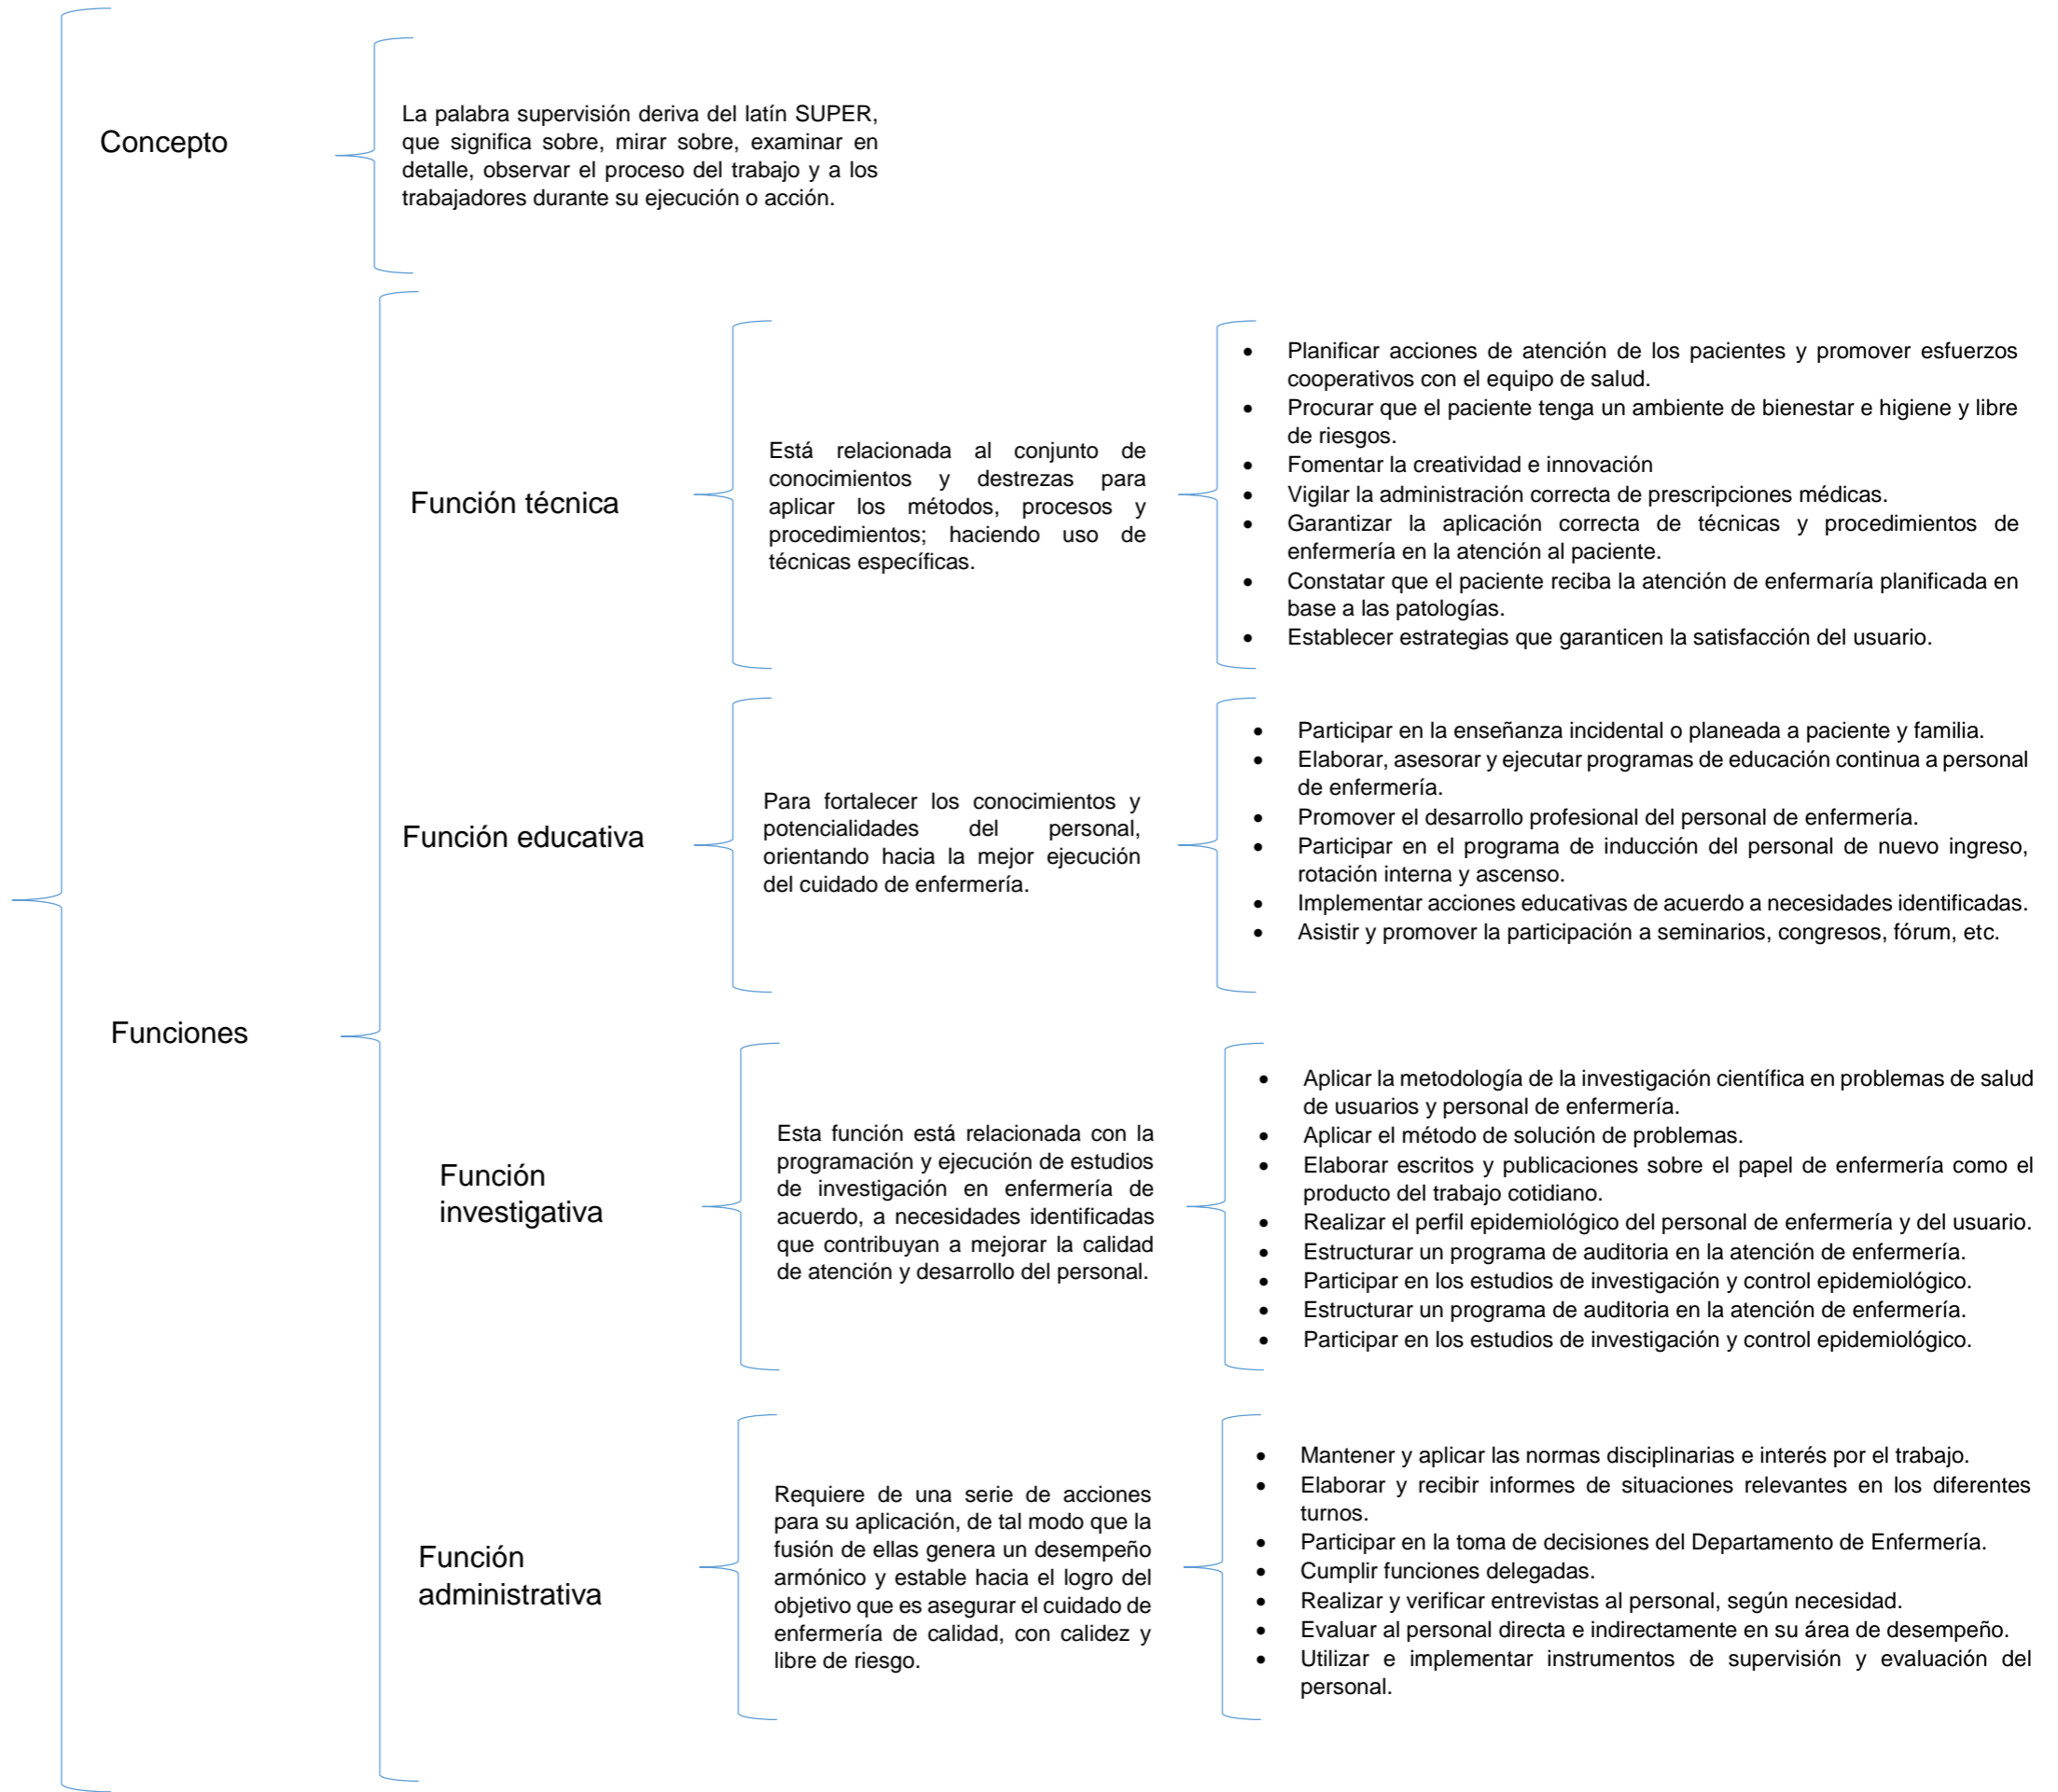 Concepto
La palabra supervisión deriva del latín SUPER,
que significa sobre, mirar sobre, examinar en
detalle, observar el proceso del trabajo y a los
trabajadores durante su ejecución o acción.
Funciones
Función técnica
Está relacionada al conjunto de
conocimientos y destrezas para
aplicar los métodos, procesos y
procedimientos; haciendo uso de
técnicas específicas.
• Planificar acciones de atención de los pacientes y promover esfuerzos
cooperativos con el equipo de salud.
• Procurar que el paciente tenga un ambiente de bienestar e higiene y libre
de riesgos.
• Fomentar la creatividad e innovación
• Vigilar la administración correcta de prescripciones médicas.
• Garantizar la aplicación correcta de técnicas y procedimientos de
enfermería en la atención al paciente.
• Constatar que el paciente reciba la atención de enfermaría planificada en
base a las patologías.
• Establecer estrategias que garanticen la satisfacción del usuario.
Función educativa
Para fortalecer los conocimientos y
potencialidades del personal,
orientando hacia la mejor ejecución
del cuidado de enfermería.
• Participar en la enseñanza incidental o planeada a paciente y familia.
• Elaborar, asesorar y ejecutar programas de educación continua a personal
de enfermería.
• Promover el desarrollo profesional del personal de enfermería.
• Participar en el programa de inducción del personal de nuevo ingreso,
rotación interna y ascenso.
• Implementar acciones educativas de acuerdo a necesidades identificadas.
• Asistir y promover la participación a seminarios, congresos, fórum, etc.
Función
investigativa
Esta función está relacionada con la
programación y ejecución de estudios
de investigación en enfermería de
acuerdo, a necesidades identificadas
que contribuyan a mejorar la calidad
de atención y desarrollo del personal.
• Aplicar la metodología de la investigación científica en problemas de salud
de usuarios y personal de enfermería.
• Aplicar el método de solución de problemas.
• Elaborar escritos y publicaciones sobre el papel de enfermería como el
producto del trabajo cotidiano.
• Realizar el perfil epidemiológico del personal de enfermería y del usuario.
• Estructurar un programa de auditoria en la atención de enfermería.
• Participar en los estudios de investigación y control epidemiológico.
• Estructurar un programa de auditoria en la atención de enfermería.
• Participar en los estudios de investigación y control epidemiológico.
Función
administrativa
Requiere de una serie de acciones
para su aplicación, de tal modo que la
fusión de ellas genera un desempeño
armónico y estable hacia el logro del
objetivo que es asegurar el cuidado de
enfermería de calidad, con calidez y
libre de riesgo.
• Mantener y aplicar las normas disciplinarias e interés por el trabajo.
• Elaborar y recibir informes de situaciones relevantes en los diferentes
turnos.
• Participar en la toma de decisiones del Departamento de Enfermería.
• Cumplir funciones delegadas.
• Realizar y verificar entrevistas al personal, según necesidad.
• Evaluar al personal directa e indirectamente en su área de desempeño.
• Utilizar e implementar instrumentos de supervisión y evaluación del
personal.